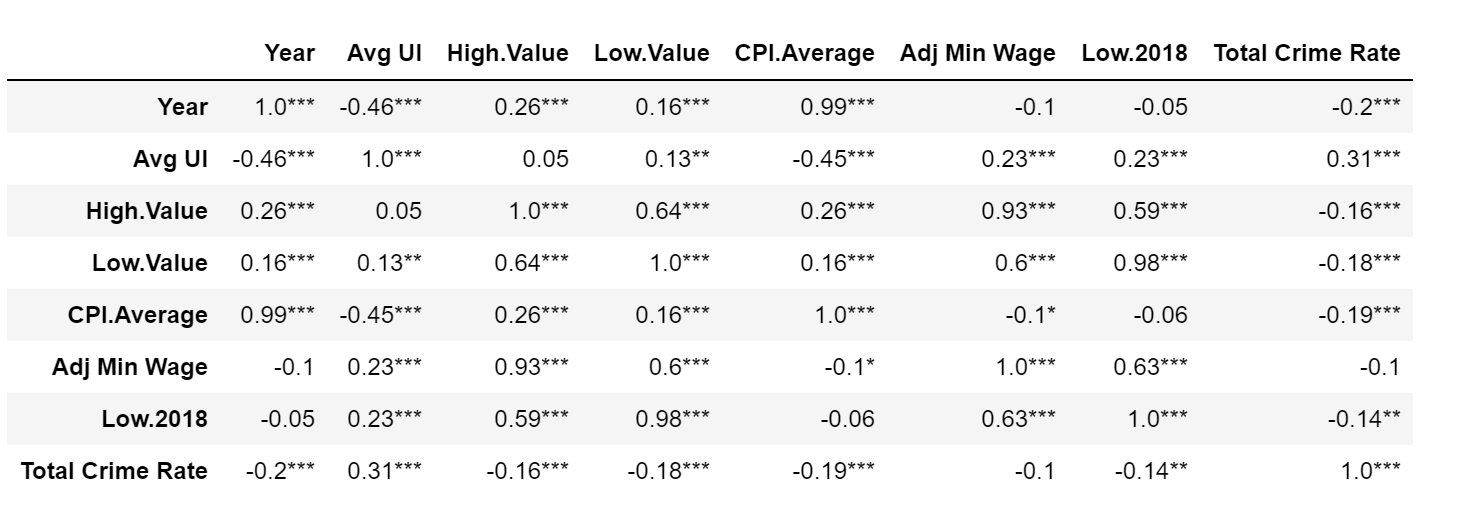 Year Avg UI High.Value Low.Value CPI.Average Adj Min Wage Low.2018 Total Crime Rate
Year 1.0*** -0.46*** 0.26*** 0.16*** 0.99*** -0.1 -0.05 -0.2***
Avg UI -0.46*** 1.0*** 0.05 0.13** -0.45*** 0.23*** 0.23*** 0.31***
High.Value 0.26*** 0.05 1.0*** 0.64*** 0.26*** 0.93*** 0.59*** -0.16***
Low.Value 0.16*** 0.13** 0.64*** 1.0*** 0.16*** 0.6*** 0.98*** -0.18***
CPI.Average 0.99*** -0.45*** 0.26*** 0.16*** 1.0*** -0.1* -0.06 -0.19***
Adj Min Wage -0.1 0.23*** 0.93*** 0.6*** -0.1* 1.0*** 0.63*** -0.1
Low.2018 -0.05 0.23*** 0.59*** 0.98*** -0.06 0.63*** 1.0*** -0.14**
Total Crime Rate -0.2*** 0.31*** -0.16*** -0.18*** -0.19*** -0.1 -0.14** 1.0***